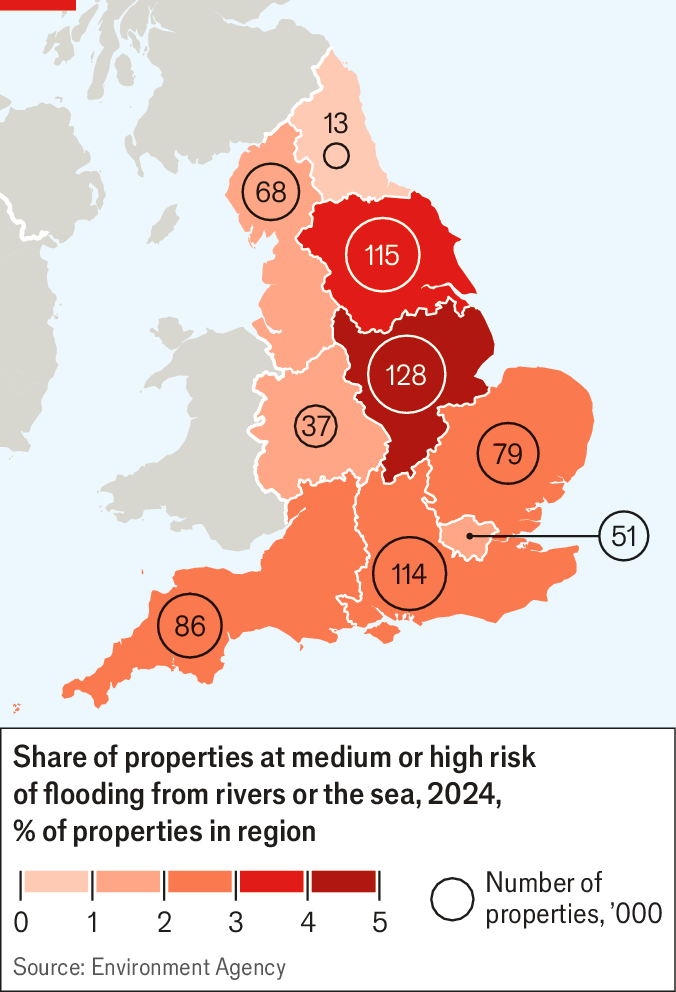 13
68
115
128
37
79
51
114
86
Share of properties at medium or high risk
of flooding from rivers or the sea, 2024,
% of properties in region
0 1 2 3 4 5
Number of
properties, ’000
Source: Environment Agency